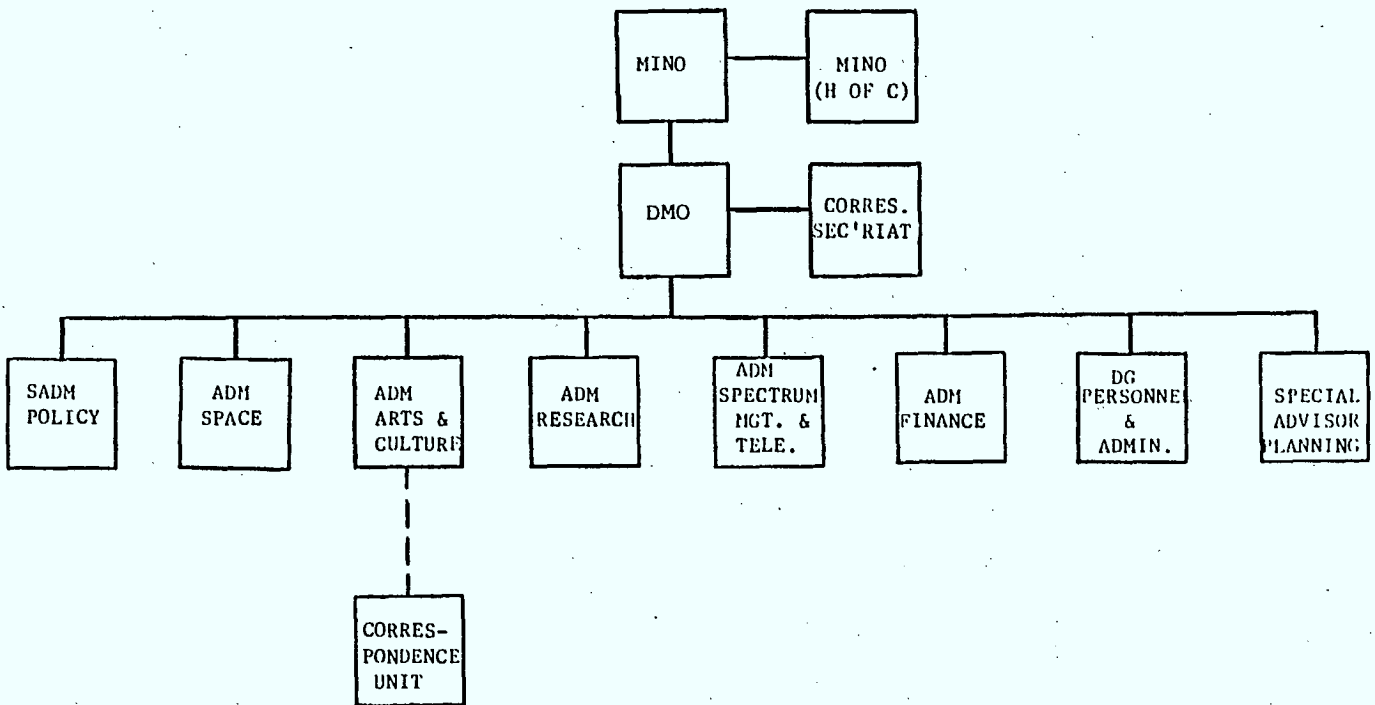 MINO
MINO
(H OF C)
DMO
CORRES.
SEC'RIAT
SADM
POLICY
ADM
SPACE
ADM
ARTS &
CULTURE
ADM
RESEARCH
ADM
SPECTRUM
MGT. &
TELE.
ADM
FINANCE
DG
PERSONNE
&
ADMIN.
SPECIAL
ADVISOR
PLANNING
CORRES-
PONDENCE
UNIT